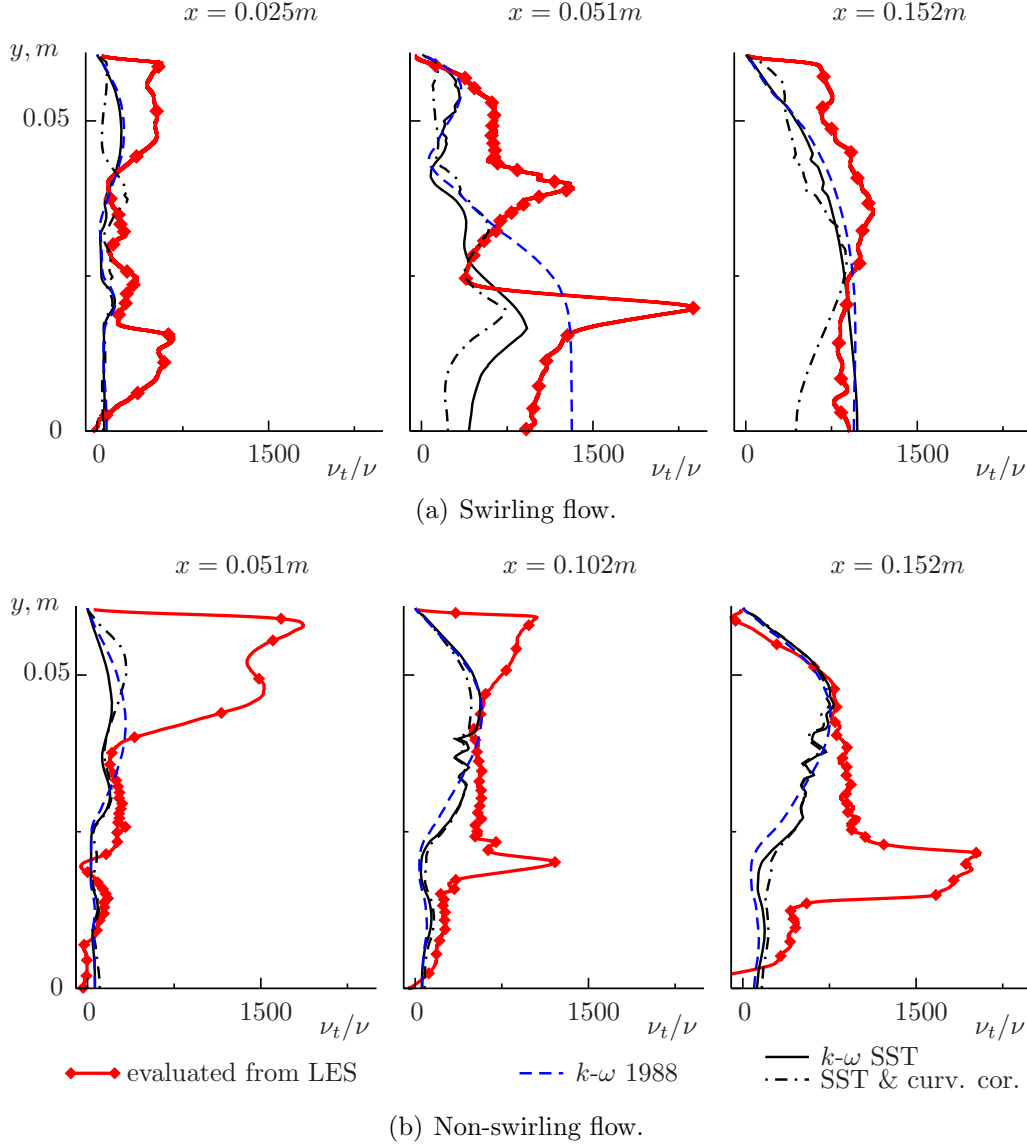 x = 0.025m x = 0.051m x = 0.152m
y, m
0.05
0
0 1500 0 1500 0 1500
νt/ν νt/ν νt/ν
(a) Swirling flow.
x = 0.051m x = 0.102m x = 0.152m
y, m
0.05
0
0 1500 0 1500 0 1500
νt/ν νt/ν νt/ν
evaluated from LES k-ω 1988 k-ω SST
SST & curv. cor.
(b) Non-swirling flow.